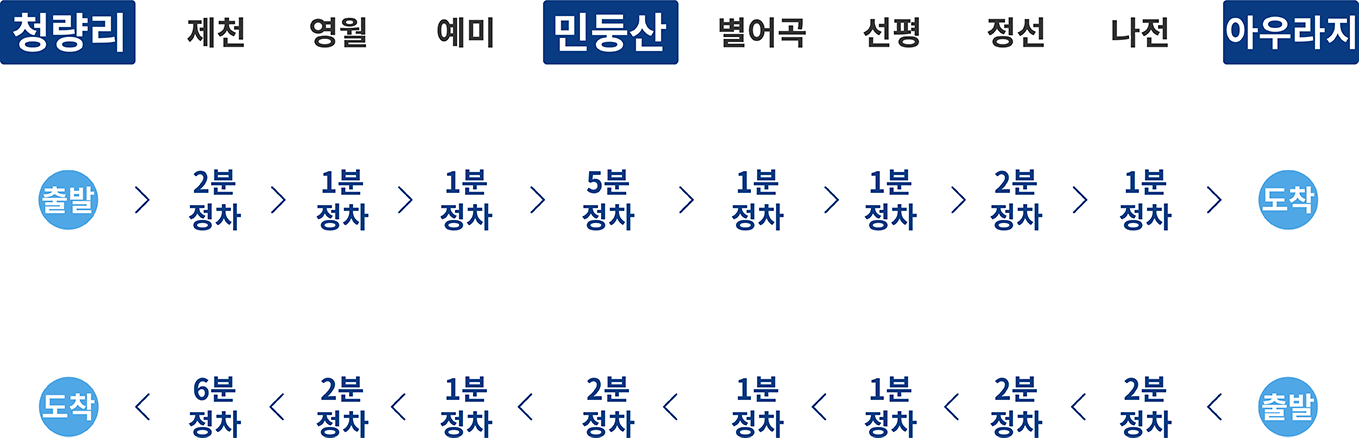 청량리 제천 영월 예미 민둥산 별어곡 선평 정선 나전 아우라지
출발 > 2분 정차 > 1분 정차 > 1분 정차 > 5분 정차 > 1분 정차 > 1분 정차 > 2분 정차 > 1분 정차 > 도착
도착 < 6분 정차 < 2분 정차 < 1분 정차 < 2분 정차 < 1분 정차 < 1분 정차 < 2분 정차 < 2분 정차 < 출발